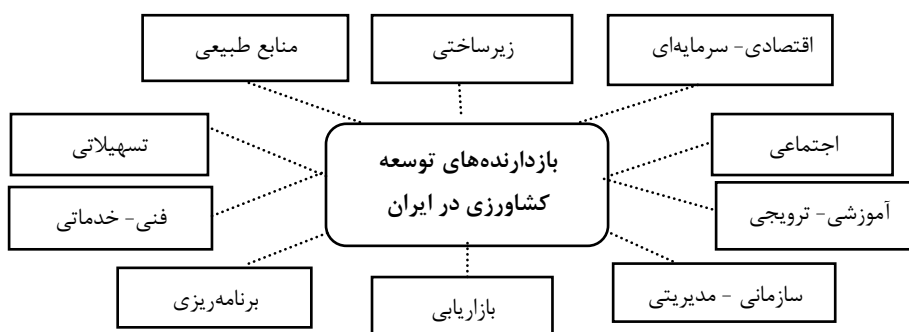 اقتصادی- سرمایه‌ای
زیرساختی
منابع طبیعی
اجتماعی
بازدارنده‌های توسعه
کشاورزی در ایران
تسهیلاتی
آموزشی- ترویجی
فنی- خدماتی
سازمانی - مدیریتی
بازاریابی
برنامه‌ریزی